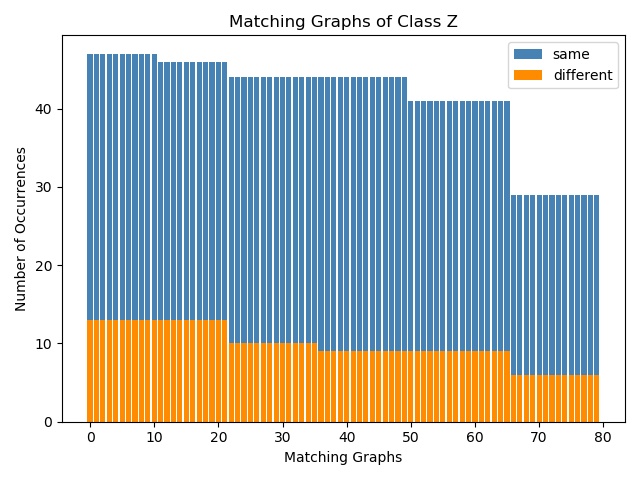 Matching Graphs of Class Z
same
different
Number of Occurrences
40
30
20
10
0
0 10 20 30 40 50 60 70 80
Matching Graphs